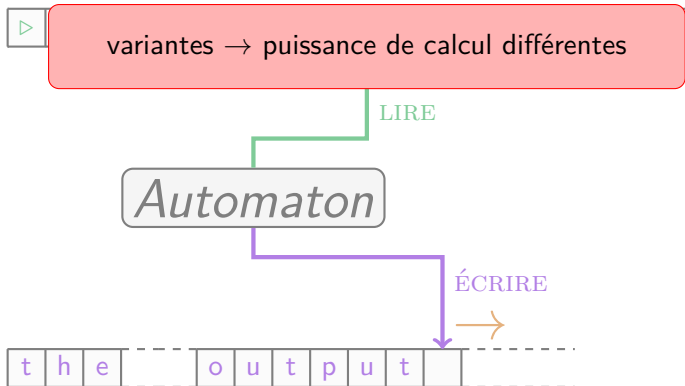 ▷
variantes → puissance de calcul différentes
LIRE
Automaton
ÉCRIRE
t h e o u t p u t